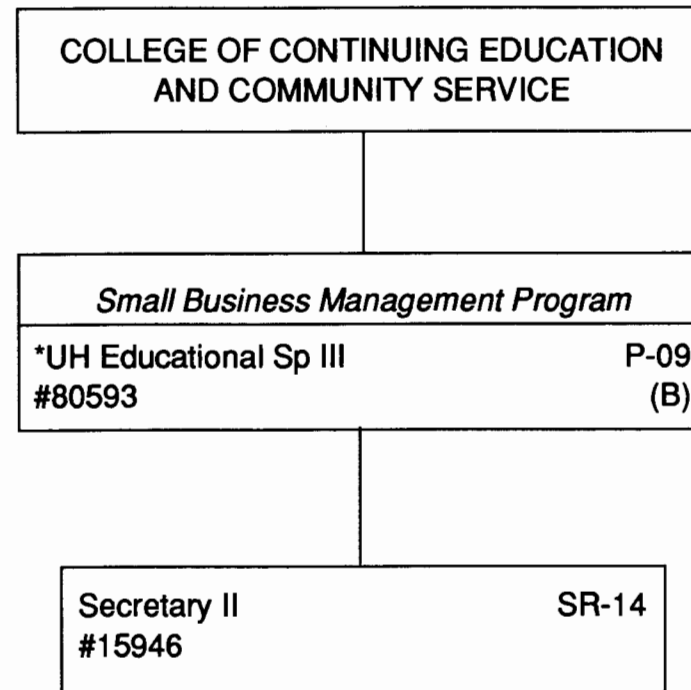 COLLEGE OF CONTINUING EDUCATION
AND COMMUNITY SERVICE
Small Business Management Program
*UH Educational Sp III P-09
#80593 (B)
Secretary II SR-14
#15946